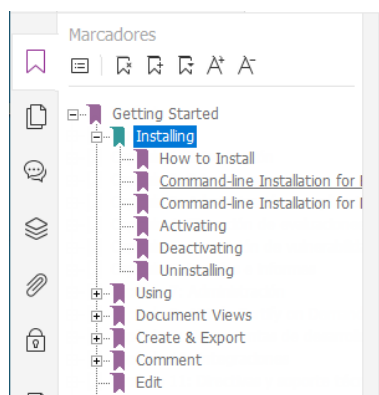 Marcadores
Getting Started
Installing
How to Install
Command-line Installation for
Command-line Installation for
Activating
Deactivating
Uninstalling
Using
Document Views
Create & Export
Comment
Edit